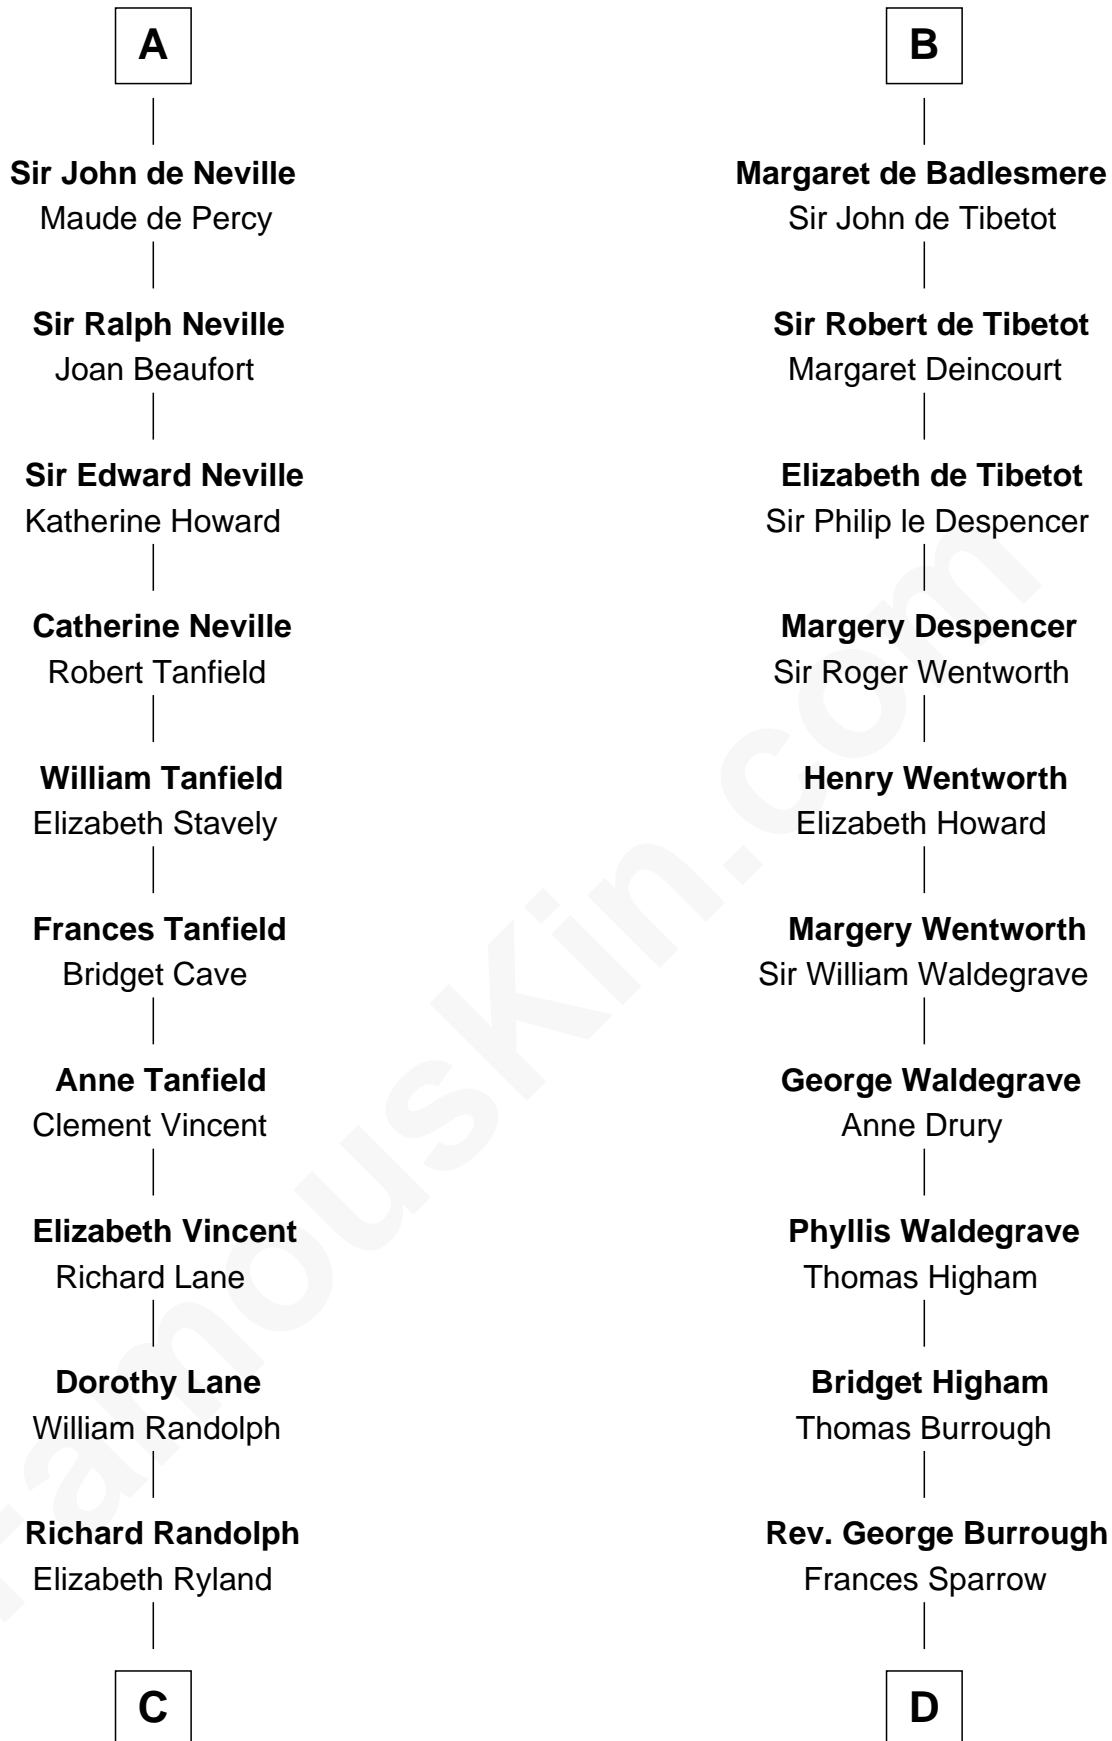 A
Sir John de Neville
Maude de Percy
Sir Ralph Neville
Joan Beaufort
Sir Edward Neville
Katherine Howard
Catherine Neville
Robert Tanfield
William Tanfield
Elizabeth Stavely
Frances Tanfield
Bridget Cave
Anne Tanfield
Clement Vincent
Elizabeth Vincent
Richard Lane
Dorothy Lane
William Randolph
Richard Randolph
Elizabeth Ryland
C
B
Margaret de Badlesmere
Sir John de Tibetot
Sir Robert de Tibetot
Margaret Deincourt
Elizabeth de Tibetot
Sir Philip le Despencer
Margery Despencer
Sir Roger Wentworth
Henry Wentworth
Elizabeth Howard
Margery Wentworth
Sir William Waldegrave
George Waldegrave
Anne Drury
Phyllis Waldegrave
Thomas Higham
Bridget Higham
Thomas Burrough
Rev. George Burrough
Frances Sparrow
D
FamousKin.com